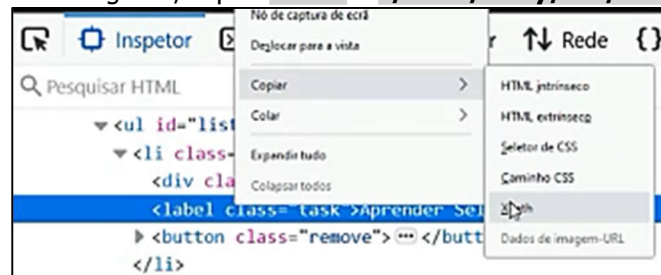 Nó de captura de ecrã
Inspetor
Deslocar para a vista
Rede
{}
Pesquisar HTML
Copiar
HTML intrínseco
<ul id="list
Colar
HTML extrínseco
<li class=
Seletor de CSS
Expandir tudo
<div cla
Caminho CSS
Colapsar todos
<label class="task">Aprender Sel
<button class="remove"> ⋯ </butt
Dados de imagem-URL
</li>